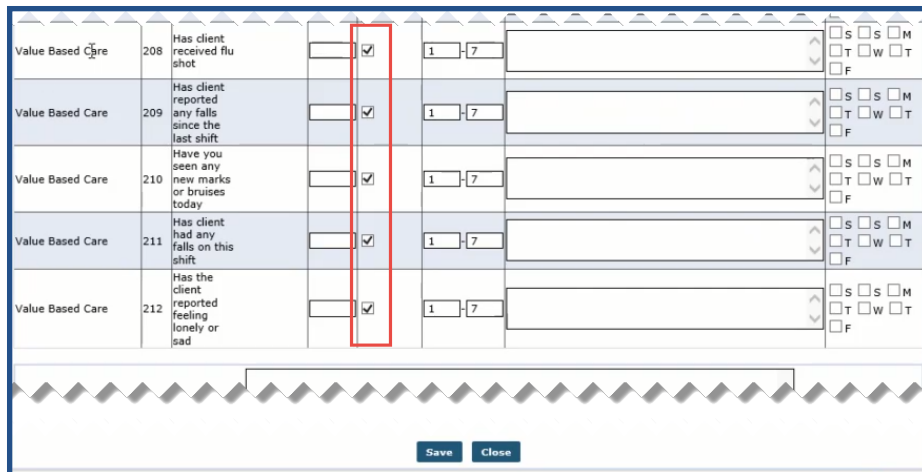 Value Based Care 208 Has client received flu shot 1 - 7 S S M T W T F
Value Based Care 209 Has client reported any falls since the last shift 1 - 7 S S M T W T F
Value Based Care 210 Have you seen any new marks or bruises today 1 - 7 S S M T W T F
Value Based Care 211 Has client had any falls on this shift 1 - 7 S S M T W T F
Value Based Care 212 Has the client reported feeling lonely or sad 1 - 7 S S M T W T F
Save Close